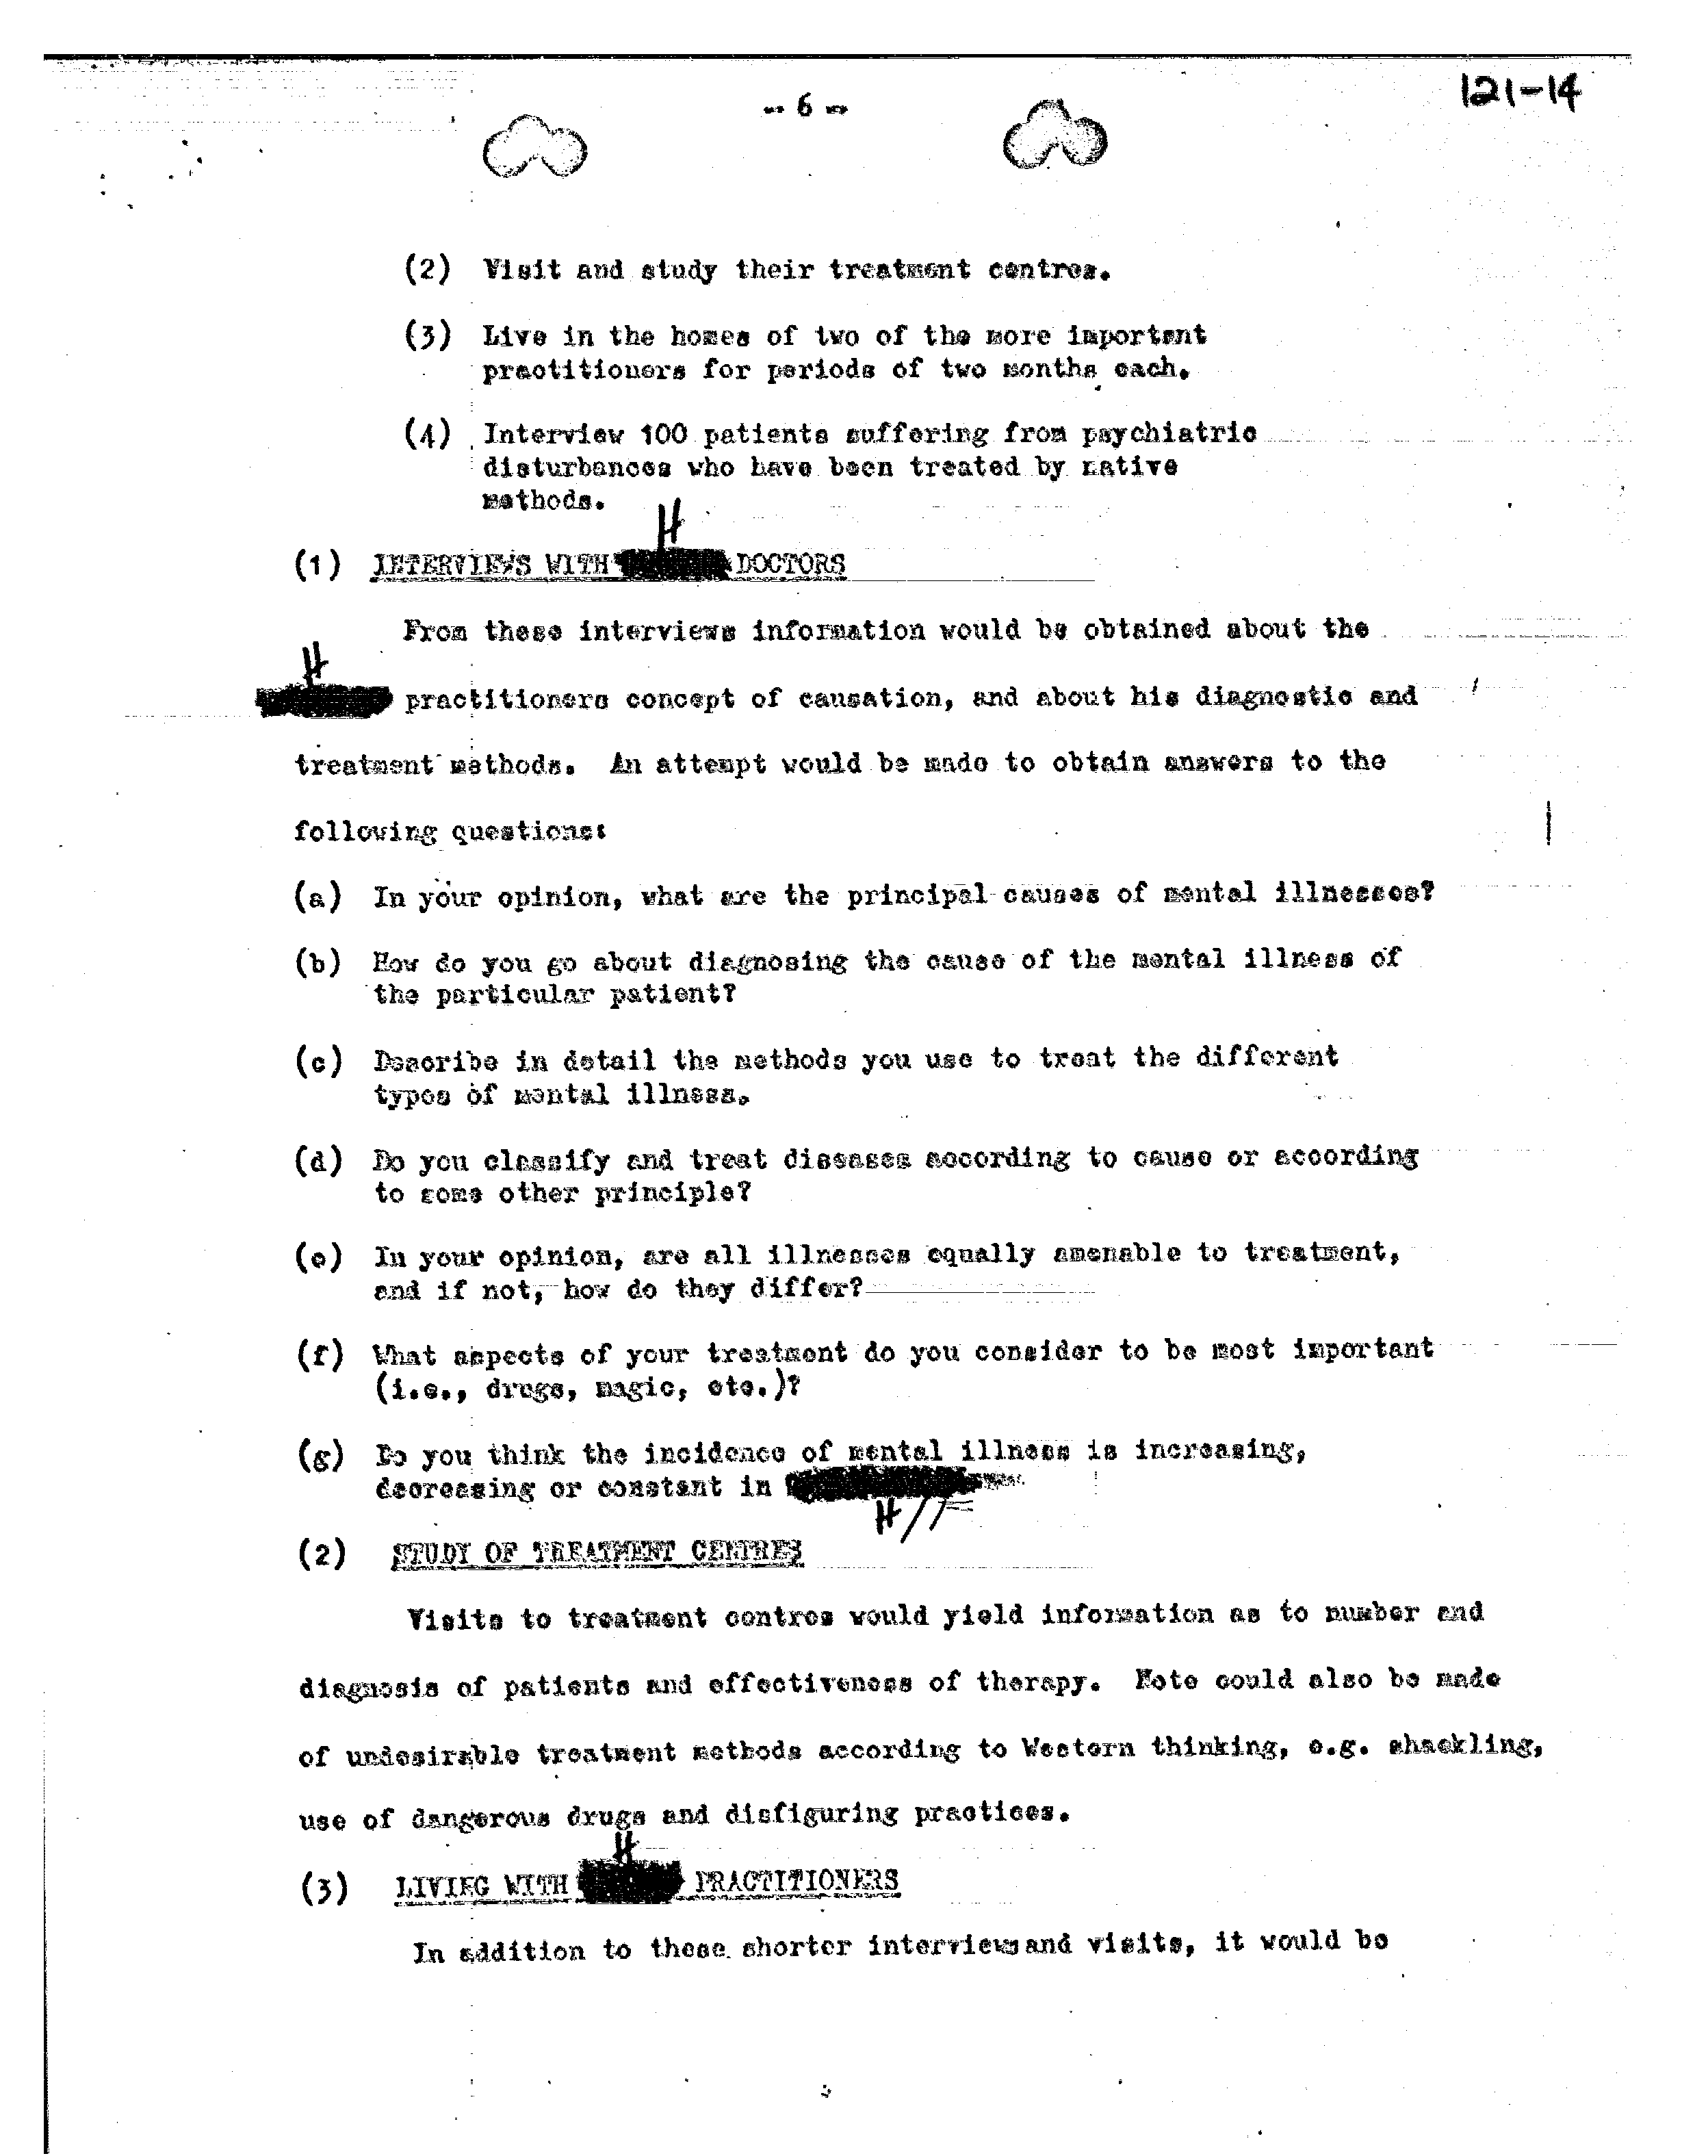 - 6 -
121-14
(2) Visit and study their treatment centres.
(3) Live in the homes of two of the more important
practitioners for periods of two months each.
(4) Interview 100 patients suffering from psychiatric
disturbances who have been treated by native
methods.
H
(1) INTERVIEWS WITH DOCTORS
From these interviews information would be obtained about the
H
practitioners concept of causation, and about his diagnostic and
treatment methods. An attempt would be made to obtain answers to the
following questions:
(a) In your opinion, what are the principal causes of mental illnesses?
(b) How do you go about diagnosing the cause of the mental illness of
the particular patient?
(c) Describe in detail the methods you use to treat the different
types of mental illness.
(d) Do you classify and treat diseases according to cause or according
to some other principle?
(e) In your opinion, are all illnesses equally amenable to treatment,
and if not, how do they differ?
(f) What aspects of your treatment do you consider to be most important
(i.e., drugs, magic, etc.)?
(g) Do you think the incidence of mental illness is increasing,
decreasing or constant in
H/
(2) STUDY OF TREATMENT CENTRES
Visits to treatment centres would yield information as to number and
diagnosis of patients and effectiveness of therapy. Note could also be made
of undesirable treatment methods according to Western thinking, e.g. shackling,
use of dangerous drugs and disfiguring practices.
H
(3) LIVING WITH PRACTITIONERS
In addition to these shorter interviews and visits, it would be